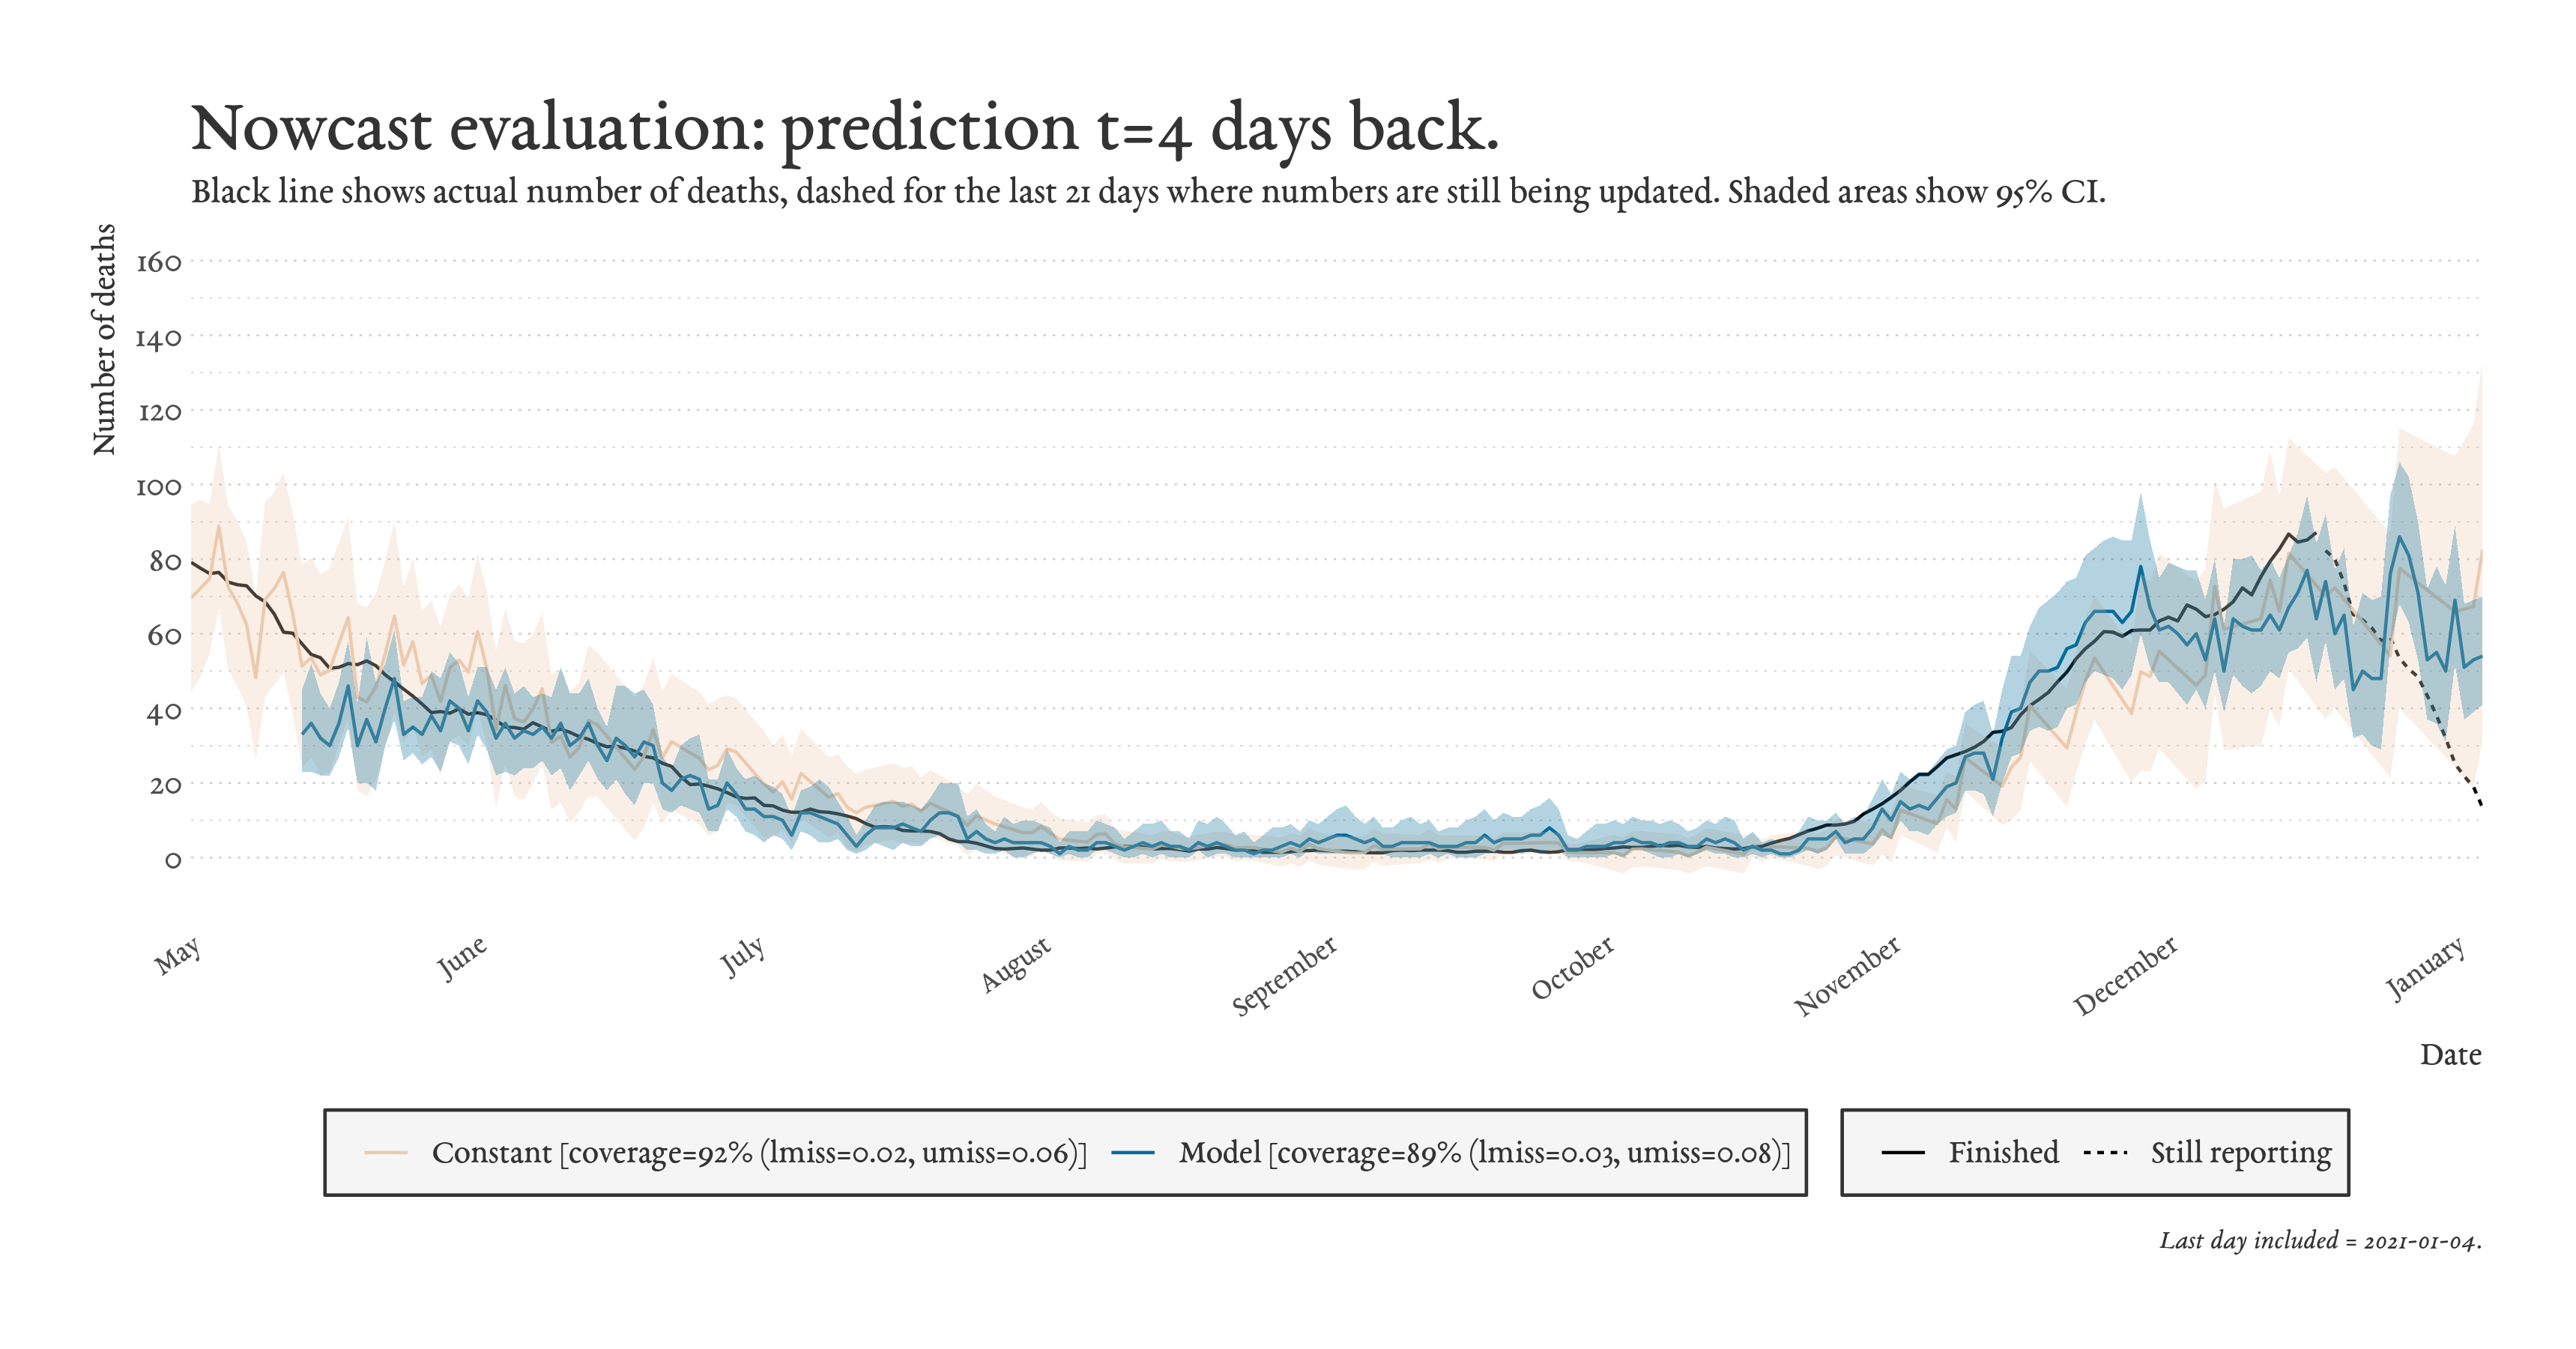 Nowcast evaluation: prediction t=4 days back.
Black line shows actual number of deaths, dashed for the last 21 days where numbers are still being updated. Shaded areas show 95% CI.
Number of deaths
160
140
120
100
80
60
40
20
0
May
June
July
August
September
October
November
December
January
Date
Constant [coverage=92% (lmiss=0.02, umiss=0.06)]
Model [coverage=89% (lmiss=0.03, umiss=0.08)]
Finished
Still reporting
Last day included = 2021-01-04.